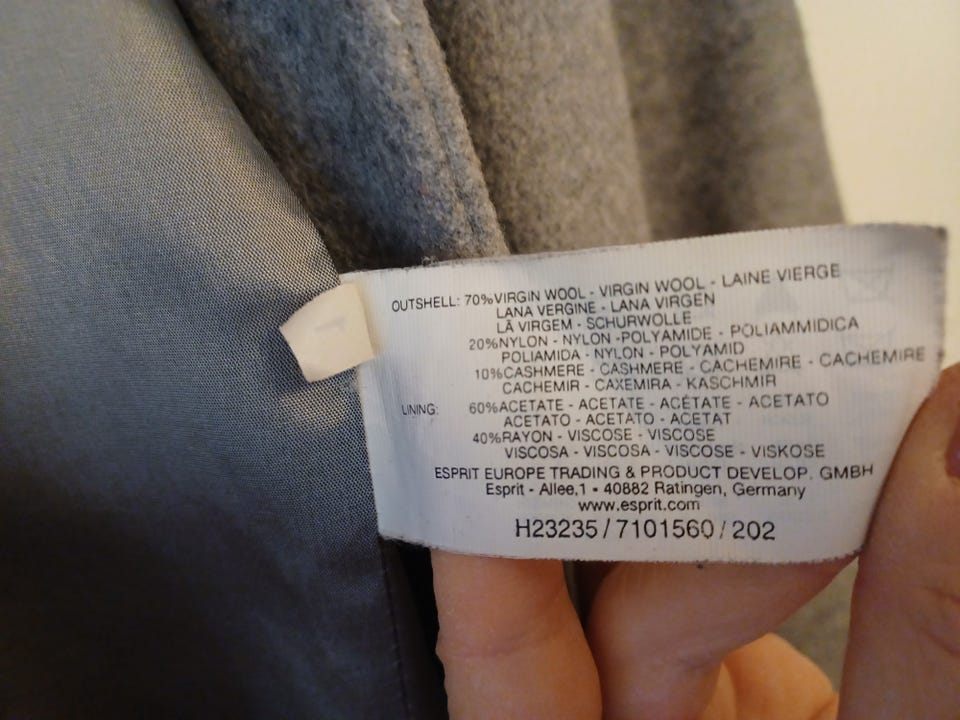 OUTSHELL: 70%VIRGIN WOOL - VIRGIN WOOL - LAINE VIERGE
LANA VERGINE - LANA VIRGEN
LÃ VIRGEM - SCHURWOLLE
20%NYLON - NYLON -POLYAMIDE - POLIAMMIDICA
POLIAMIDA - NYLON - POLYAMID
10%CASHMERE - CASHMERE - CACHEMIRE - CACHEMIRE
CACHEMIR - CAXEMIRA - KASCHMIR
LINING: 60%ACETATE - ACETATE - ACÉTATE - ACETATO
ACETATO - ACETATO - ACETAT
40%RAYON - VISCOSE - VISCOSE
VISCOSA - VISCOSA - VISCOSE - VISKOSE
ESPRIT EUROPE TRADING & PRODUCT DEVELOP. GMBH
Esprit - Allee,1 - 40882 Ratingen, Germany
www.esprit.com
H23235/7101560/202